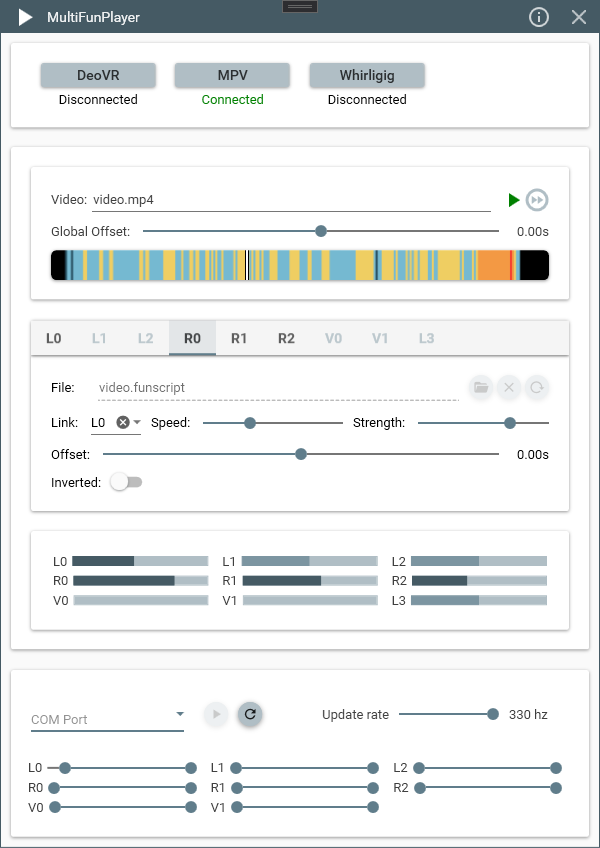 MultiFunPlayer
DeoVR MPV Whirligig
Disconnected Connected Disconnected
Video: video.mp4
Global Offset: 0.00s
L0 L1 L2 R0 R1 R2 V0 V1 L3
File: video.funscript
Link: L0 Speed: Strength:
Offset: 0.00s
Inverted:
L0 L1 L2
R0 R1 R2
V0 V1 L3
COM Port Update rate 330 hz
L0 L1 L2
R0 R1 R2
V0 V1